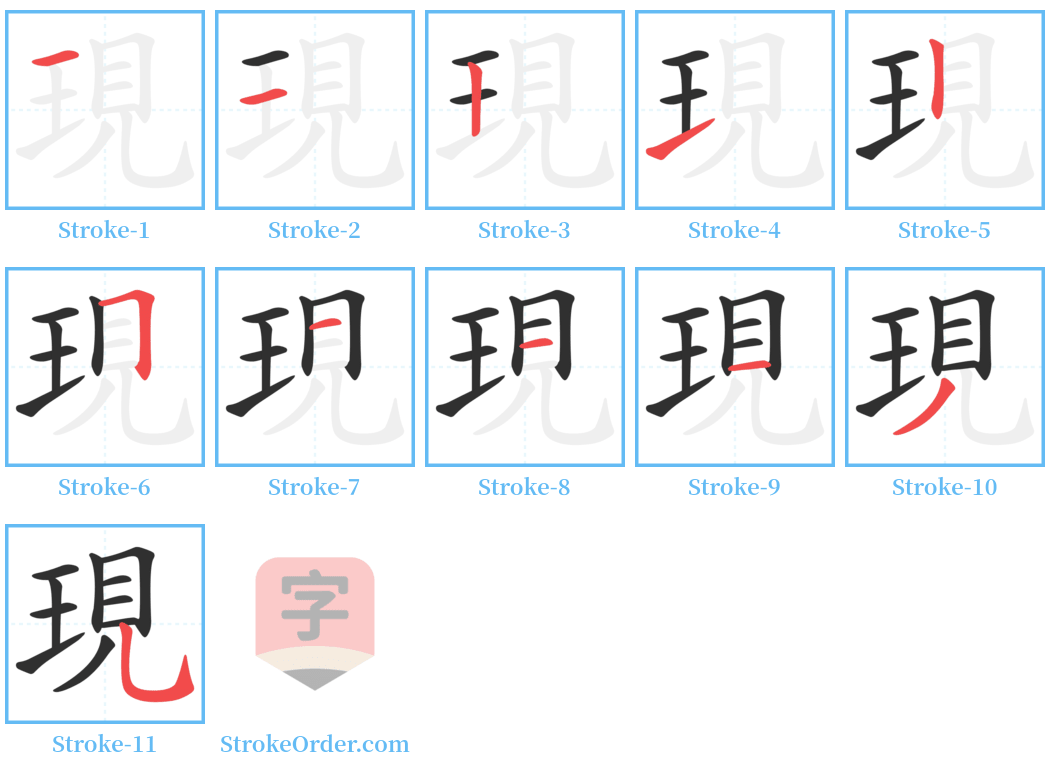 現 現 現 現 現
Stroke-1 Stroke-2 Stroke-3 Stroke-4 Stroke-5
現 現 現 現 現
Stroke-6 Stroke-7 Stroke-8 Stroke-9 Stroke-10
現 字
Stroke-11 StrokeOrder.com